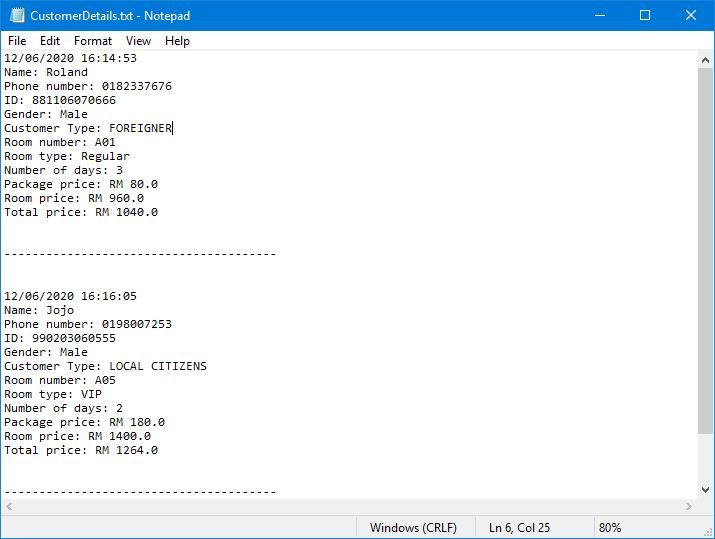 CustomerDetails.txt - Notepad
File Edit Format View Help
12/06/2020 16:14:53
Name: Roland
Phone number: 0182337676
ID: 881106070666
Gender: Male
Customer Type: FOREIGNER
Room number: A01
Room type: Regular
Number of days: 3
Package price: RM 80.0
Room price: RM 960.0
Total price: RM 1040.0
---------------------------------------
12/06/2020 16:16:05
Name: Jojo
Phone number: 0198007253
ID: 990203060555
Gender: Male
Customer Type: LOCAL CITIZENS
Room number: A05
Room type: VIP
Number of days: 2
Package price: RM 180.0
Room price: RM 1400.0
Total price: RM 1264.0
---------------------------------------
Windows (CRLF) Ln 6, Col 25 80%